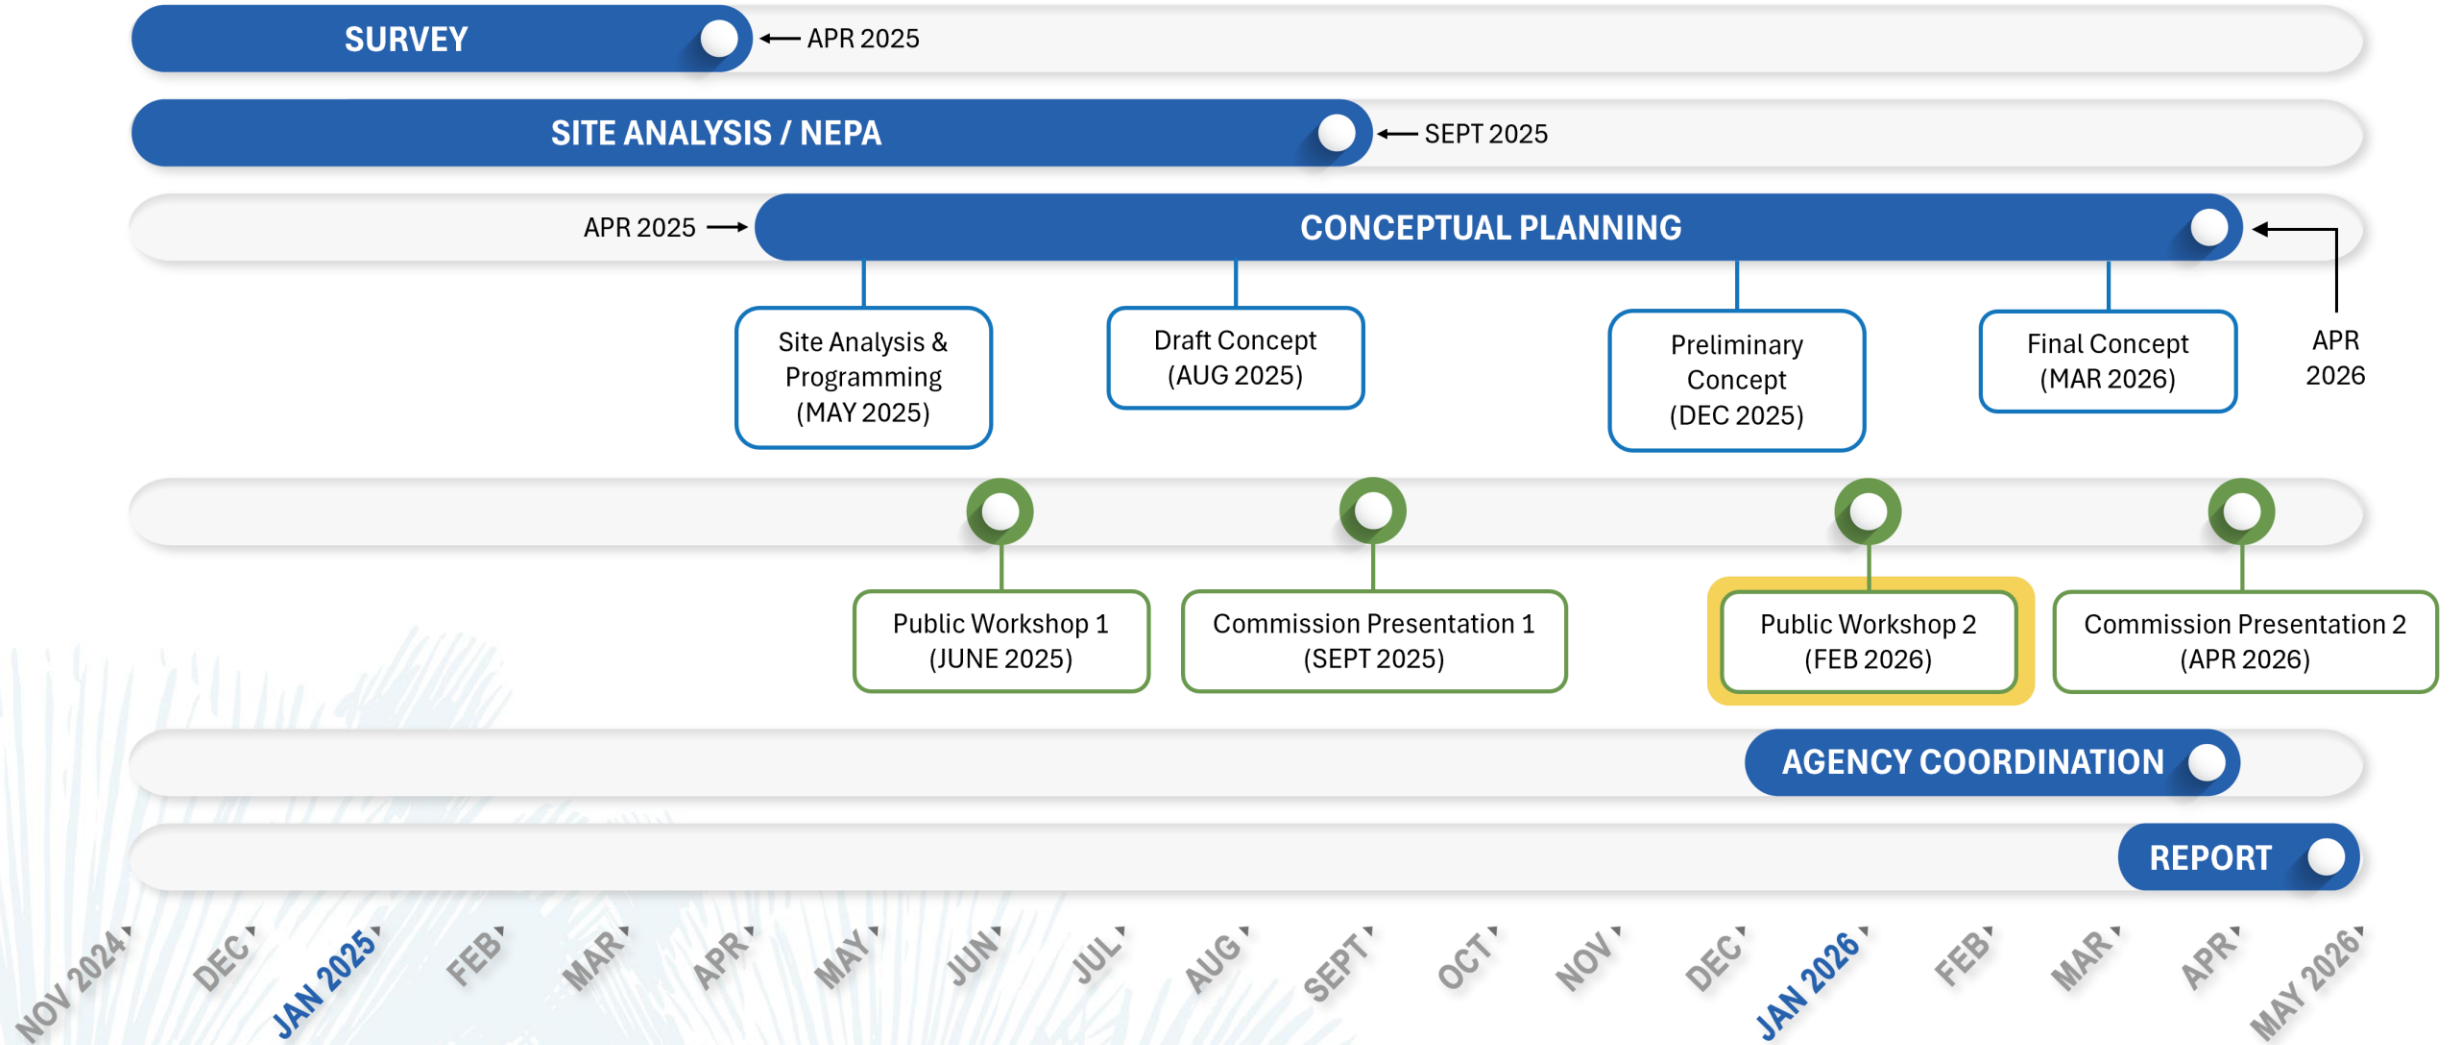 SURVEY
APR 2025
SITE ANALYSIS / NEPA
SEPT 2025
APR 2025
CONCEPTUAL PLANNING
Site Analysis &
Programming
(MAY 2025)
Draft Concept
(AUG 2025)
Preliminary
Concept
(DEC 2025)
Final Concept
(MAR 2026)
APR
2026
Public Workshop 1
(JUNE 2025)
Commission Presentation 1
(SEPT 2025)
Public Workshop 2
(FEB 2026)
Commission Presentation 2
(APR 2026)
AGENCY COORDINATION
REPORT
NOV 2024
DEC
JAN 2025
FEB
MAR
APR
MAY
JUN
JUL
AUG
SEPT
OCT
NOV
DEC
JAN 2026
FEB
MAR
APR
MAY 2026